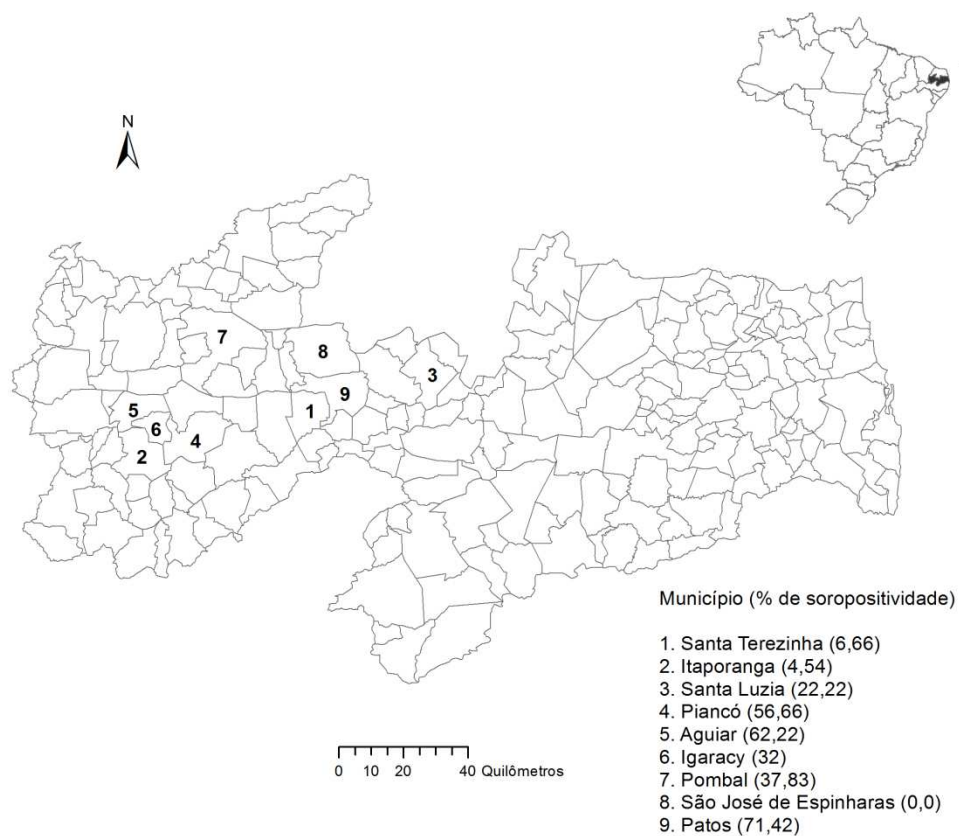 N
7
8
3
9
1
5
6
4
2
Município (% de soropositividade)
1. Santa Terezinha (6,66)
2. Itaporanga (4,54)
3. Santa Luzia (22,22)
4. Piancó (56,66)
5. Aguiar (62,22)
6. Igaracy (32)
7. Pombal (37,83)
8. São José de Espinharas (0,0)
9. Patos (71,42)
0 10 20 40 Quilômetros